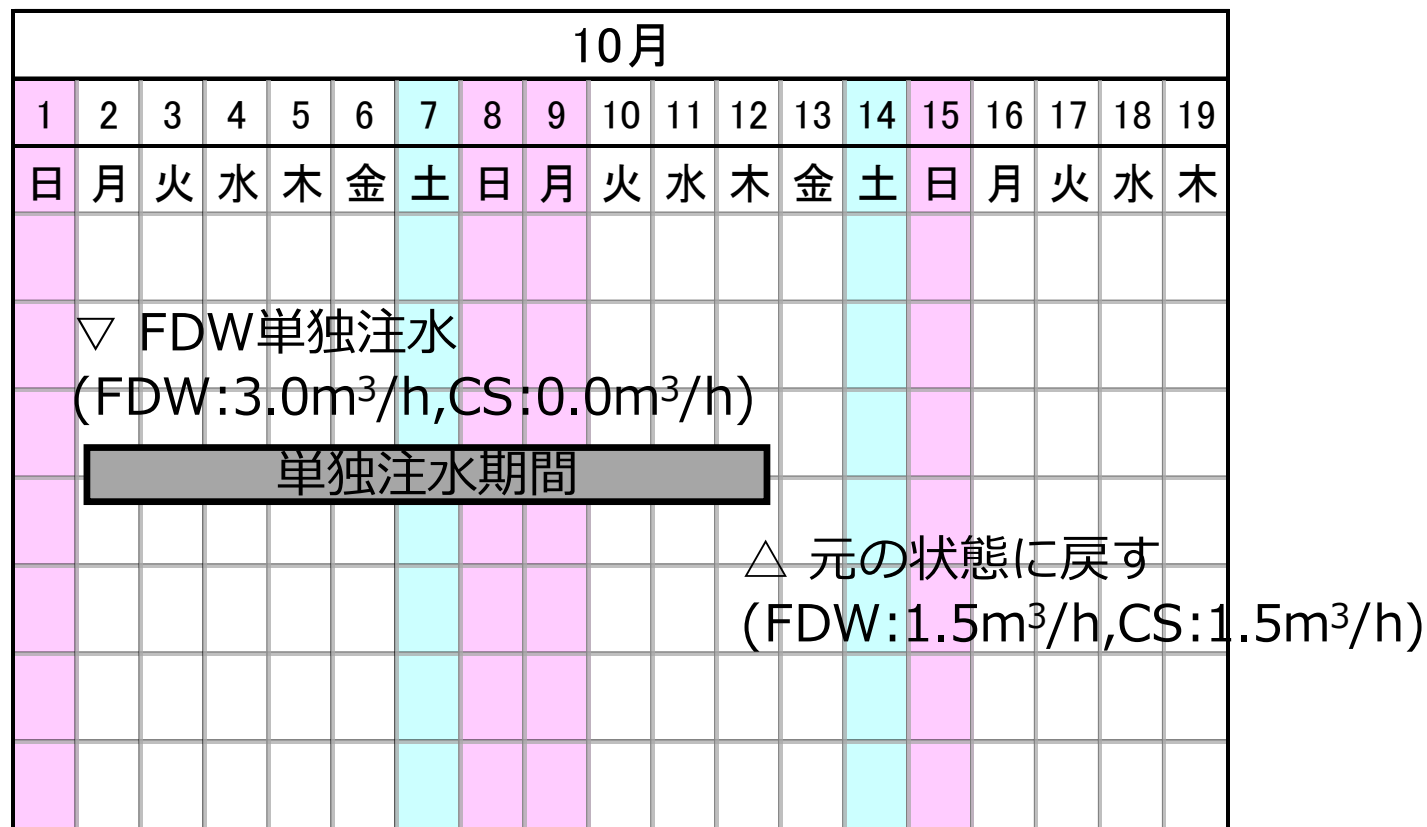 10月
1 2 3 4 5 6 7 8 9 10 11 12 13 14 15 16 17 18 19
日 月 火 水 木 金 土 日 月 火 水 木 金 土 日 月 火 水 木
▽ FDW単独注水
(FDW:3.0m³/h,CS:0.0m³/h)
単独注水期間
△ 元の状態に戻す
(FDW:1.5m³/h,CS:1.5m³/h)